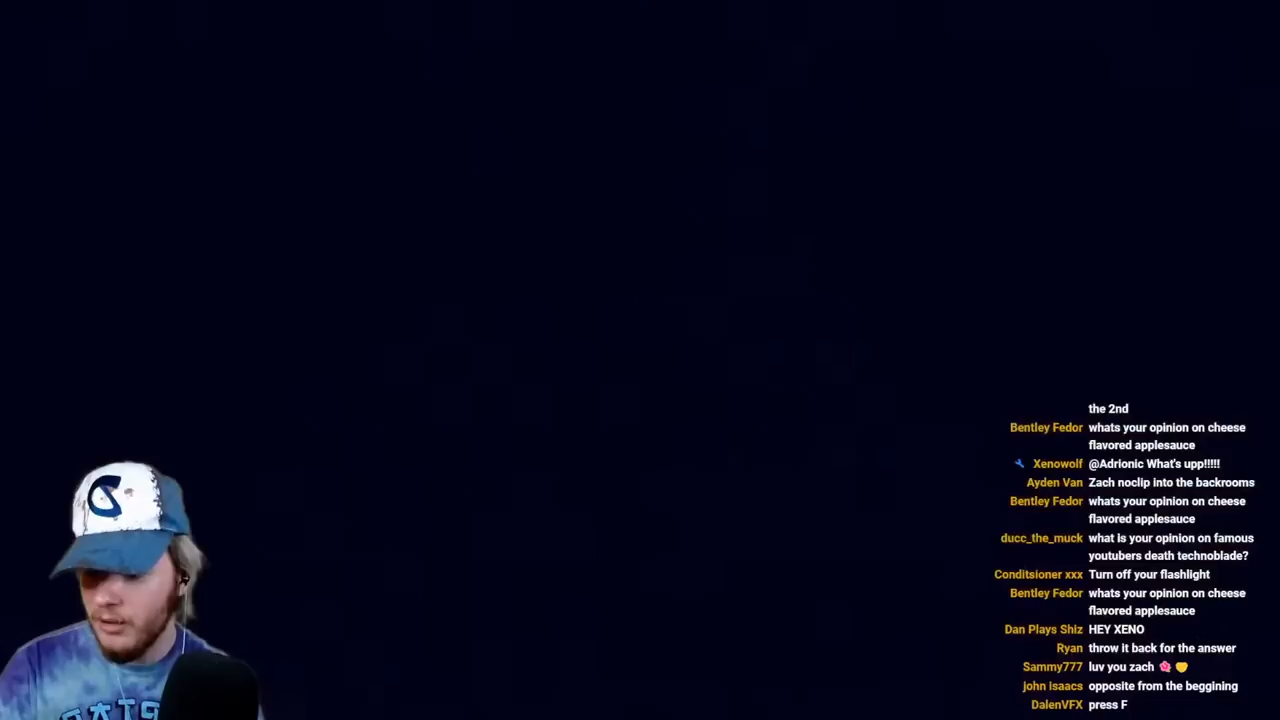 the 2nd
Bentley Fedor whats your opinion on cheese
flavored applesauce
Xenowolf @Adrionic What's upp!!!!!
Ayden Van Zach noclip into the backrooms
Bentley Fedor whats your opinion on cheese
flavored applesauce
ducc_the_muck what is your opinion on famous
youtubers death technoblade?
Conditsioner xxx Turn off your flashlight
Bentley Fedor whats your opinion on cheese
flavored applesauce
Dan Plays Shiz HEY XENO
Ryan throw it back for the answer
Sammy777 luv you zach
john isaacs opposite from the beggining
DalenVFX press F